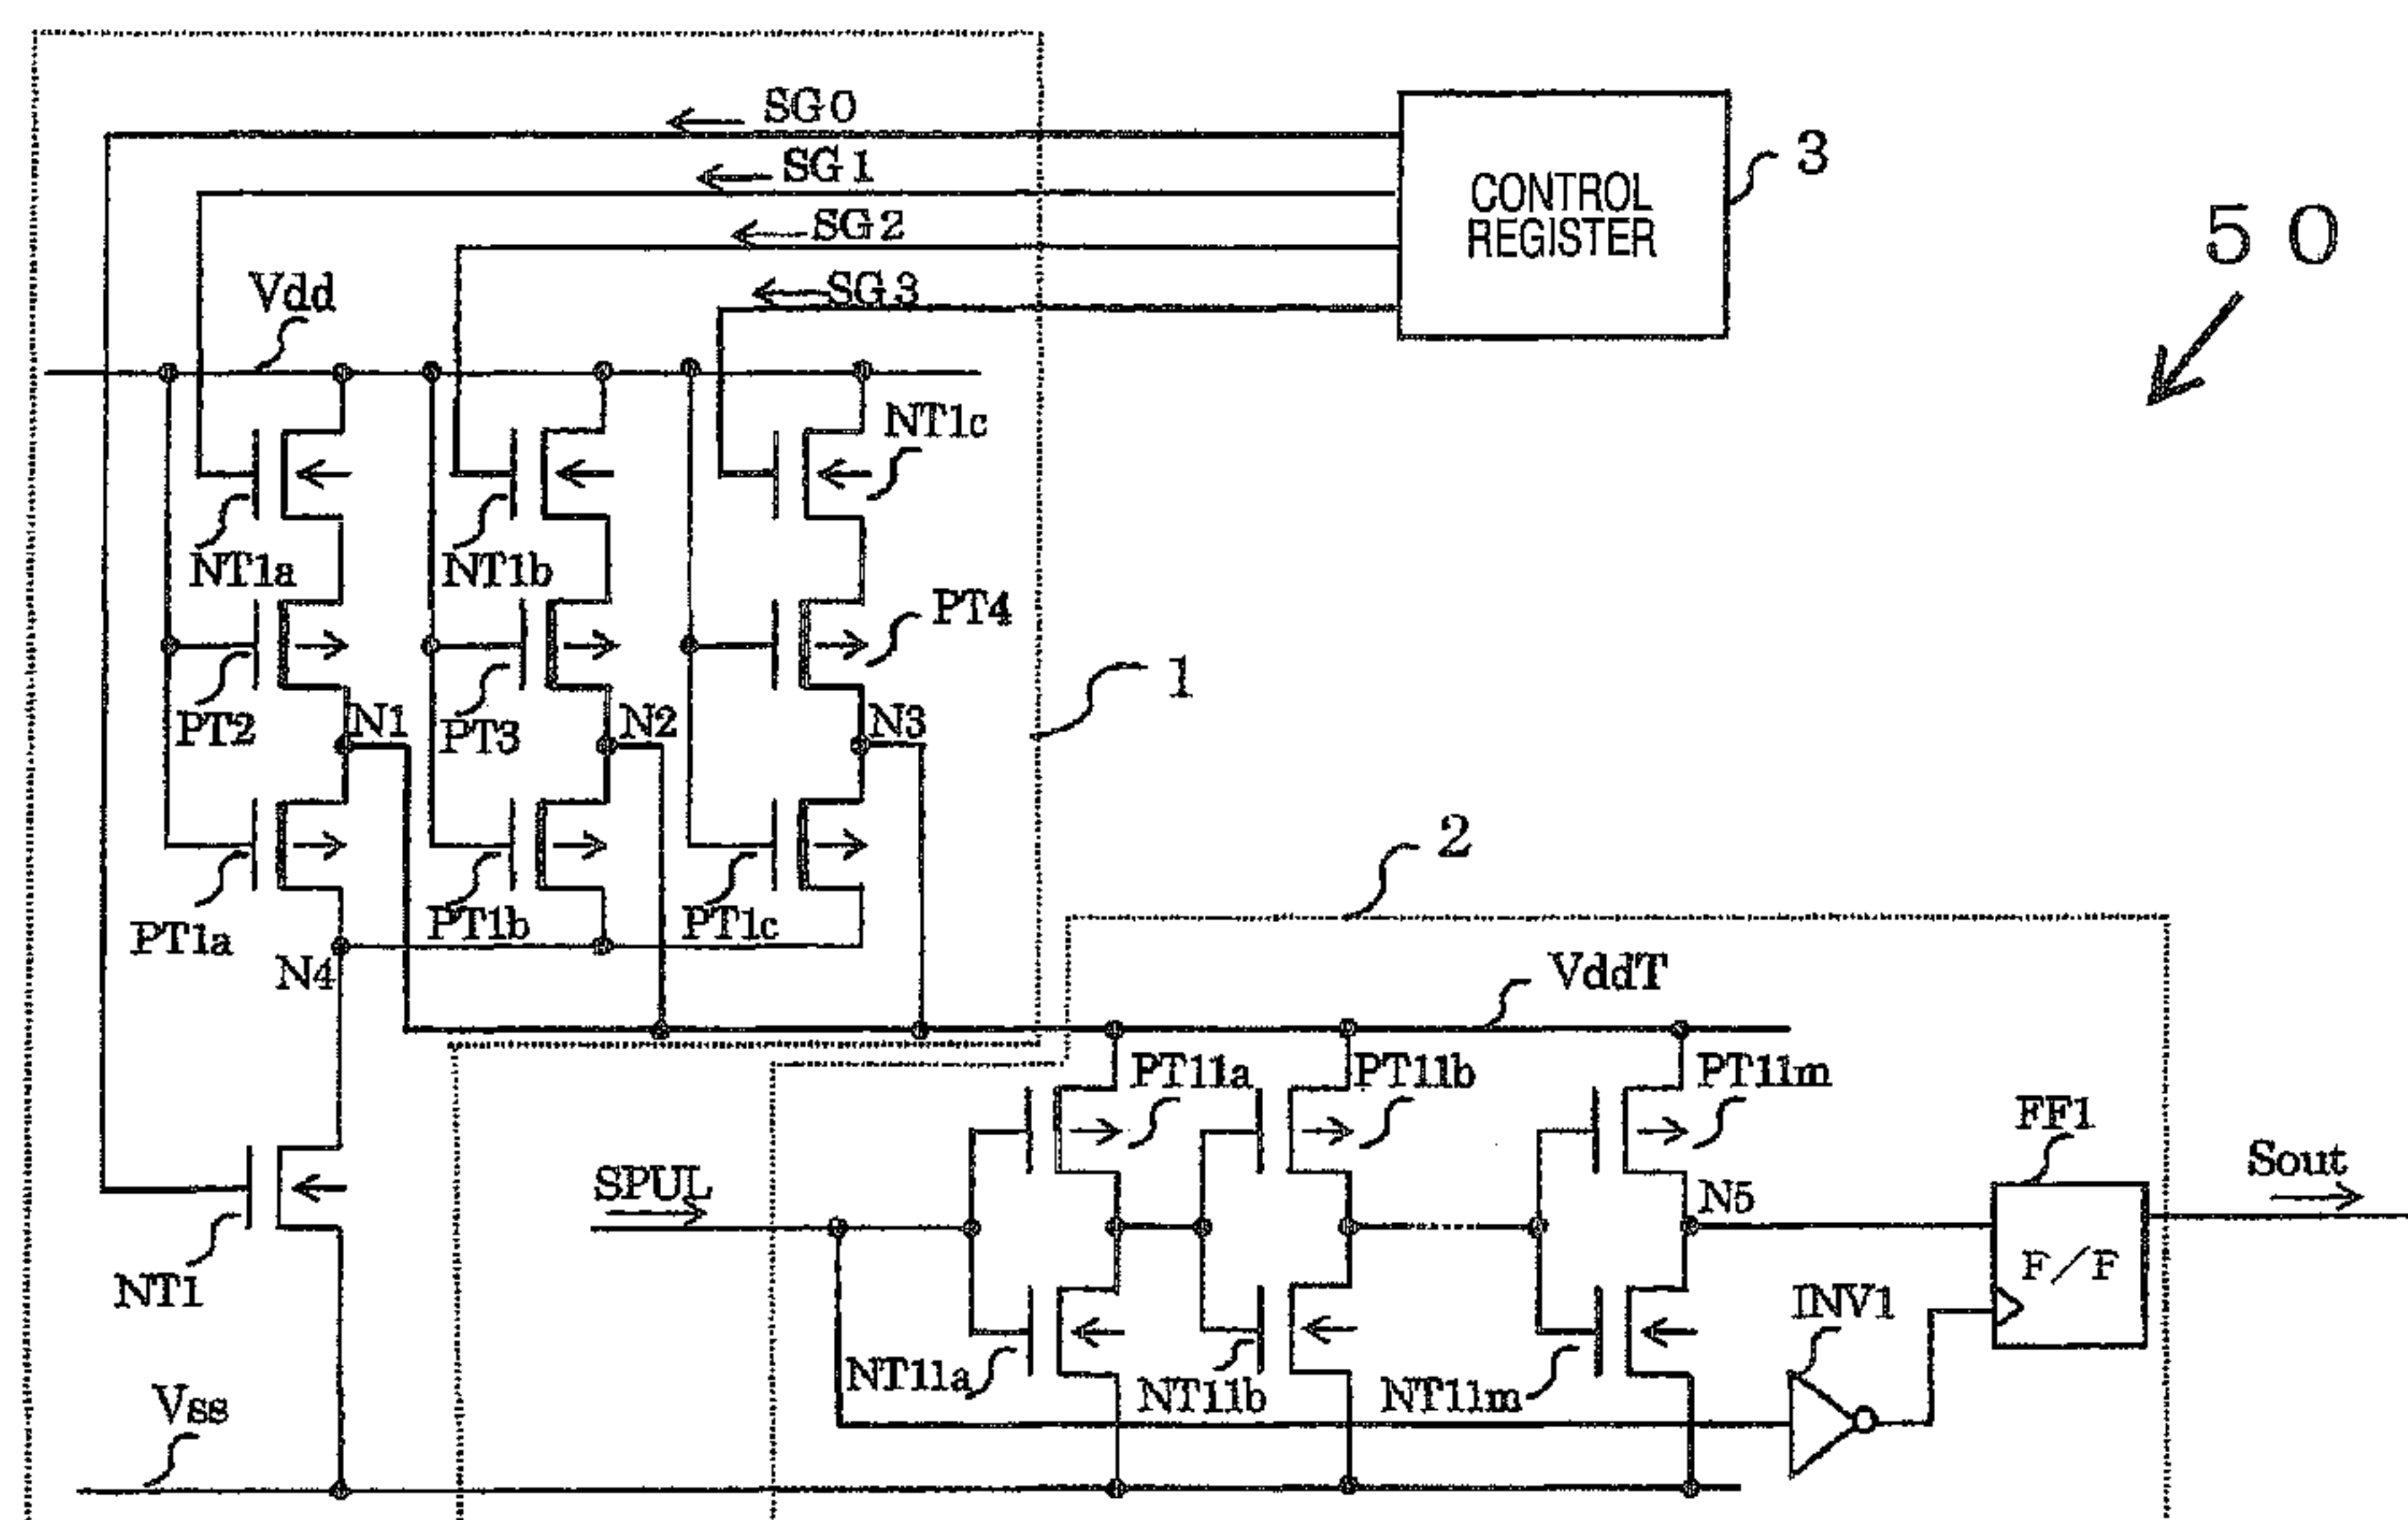 SG0
SG1
SG2
SG3
CONTROL
REGISTER
3
50
Vdd
NT1c
NT1a
NT1b
PT4
1
PT2
N1
PT3
N2
N3
2
PT1a
PT1b
PT1c
N4
VddT
PT11a
PT11b
PT11m
FF1
SPUL
N5
Sout
NT1
F/F
INV1
NT11a
NT11b
NT11m
Vss